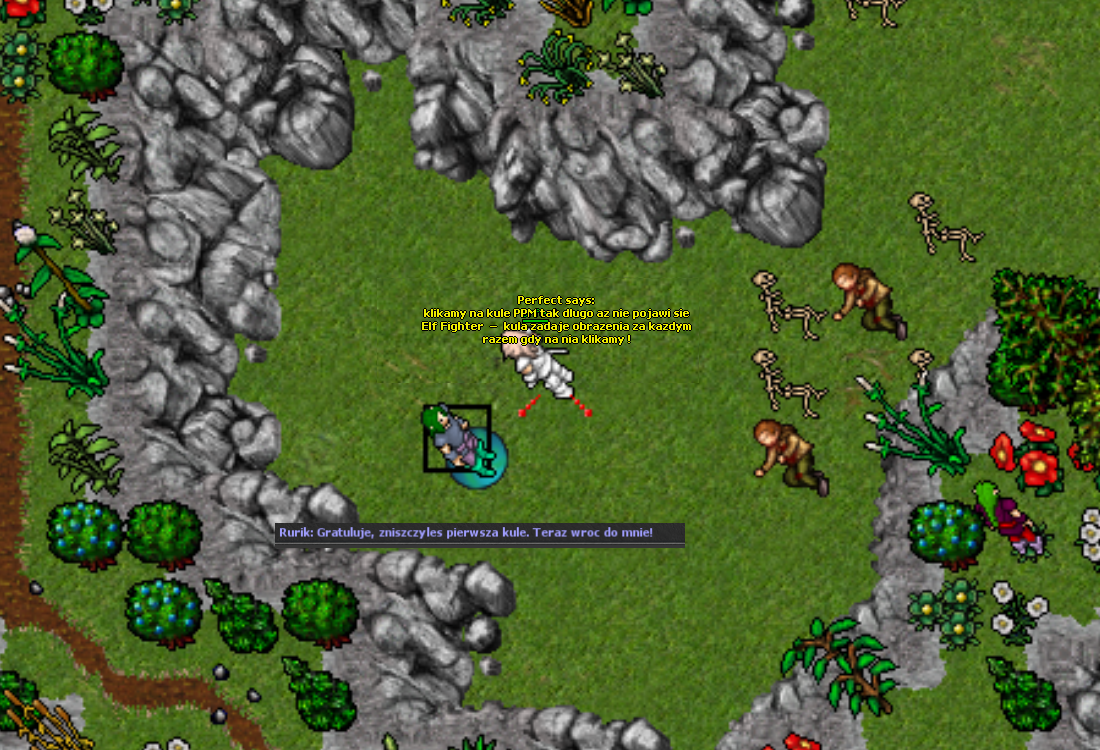 Perfect says:
klikamy na kule PPM tak dlugo az nie pojawi sie
Elf Fighter – kula zadaje obrazenia za kazdym
razem gdy na nia klikamy !
Rurik: Gratuluje, zniszczyles pierwsza kule. Teraz wroc do mnie!